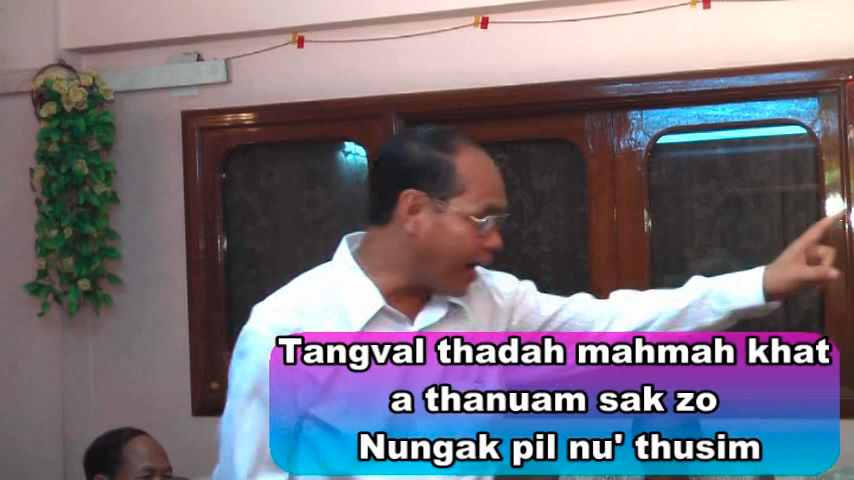 Tangval thadah mahmah khat
a thanuam sak zo
Nungak pil nu' thusim